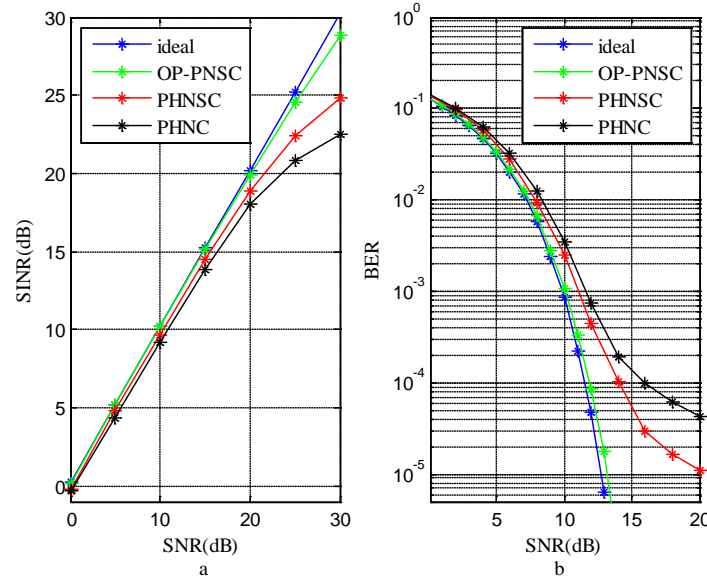 30
25
20
15
10
5
0
0
10
20
30
SINR(dB)
SNR(dB)
a
ideal
OP-PNSC
PHNSC
PHNC
10^0
10^-1
10^-2
10^-3
10^-4
10^-5
5
10
15
20
BER
SNR(dB)
b
ideal
OP-PNSC
PHNSC
PHNC